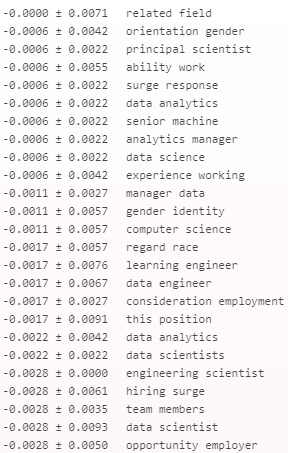 -0.0000 ± 0.0071 related field
-0.0006 ± 0.0042 orientation gender
-0.0006 ± 0.0022 principal scientist
-0.0006 ± 0.0055 ability work
-0.0006 ± 0.0022 surge response
-0.0006 ± 0.0022 data analytics
-0.0006 ± 0.0022 senior machine
-0.0006 ± 0.0022 analytics manager
-0.0006 ± 0.0022 data science
-0.0006 ± 0.0042 experience working
-0.0011 ± 0.0027 manager data
-0.0011 ± 0.0057 gender identity
-0.0011 ± 0.0057 computer science
-0.0017 ± 0.0057 regard race
-0.0017 ± 0.0076 learning engineer
-0.0017 ± 0.0067 data engineer
-0.0017 ± 0.0027 consideration employment
-0.0017 ± 0.0091 this position
-0.0022 ± 0.0042 data analytics
-0.0022 ± 0.0022 data scientists
-0.0028 ± 0.0000 engineering scientist
-0.0028 ± 0.0061 hiring surge
-0.0028 ± 0.0035 team members
-0.0028 ± 0.0093 data scientist
-0.0028 ± 0.0050 opportunity employer